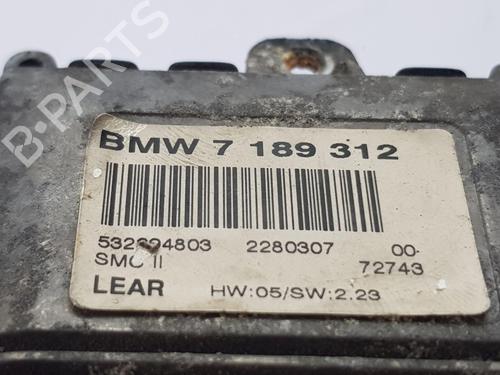 B-PARTS
BMW 7 189 312
532694803 2280307 00-
SMC II 72743
LEAR HW:05/SW:2.23